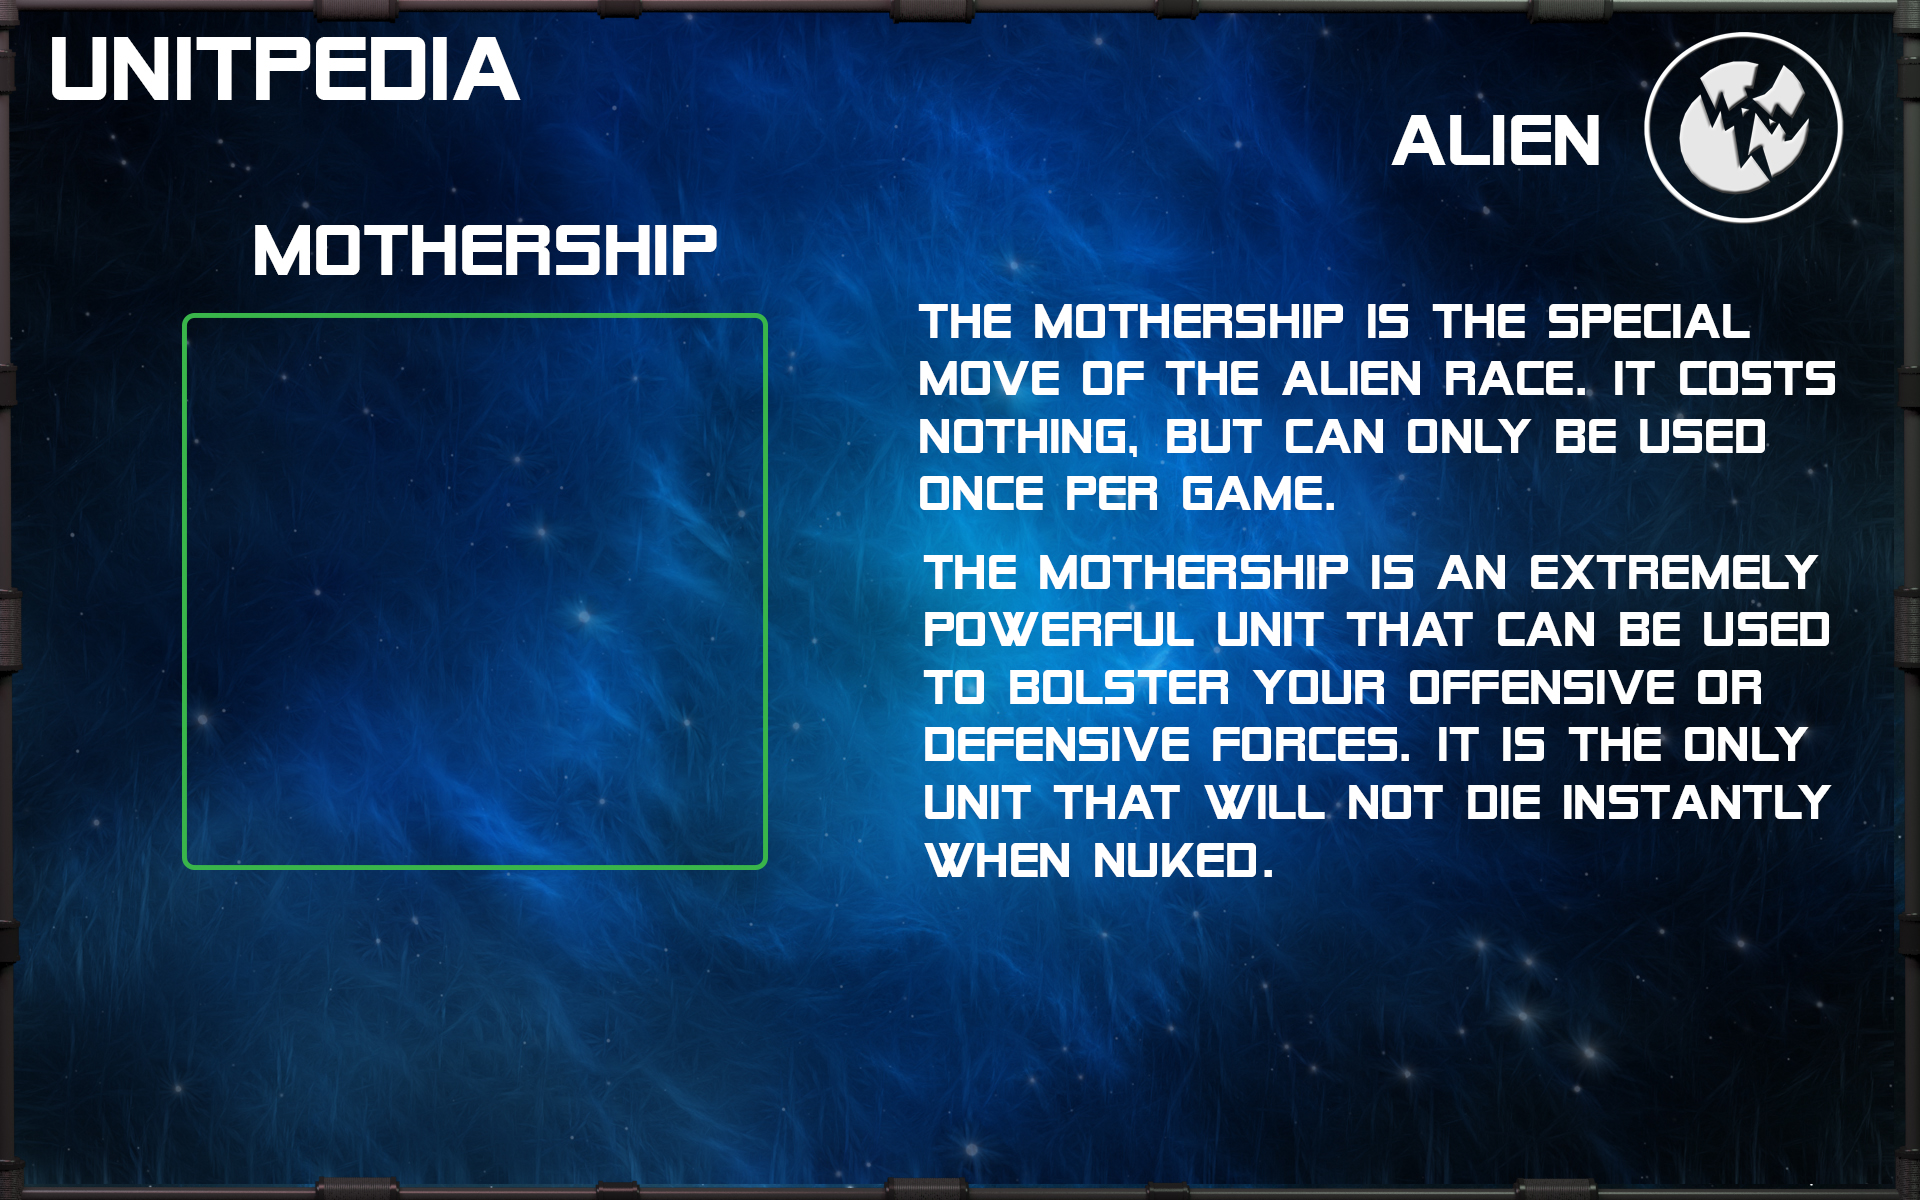 UNITPEDIA
ALIEN
MOTHERSHIP
THE MOTHERSHIP IS THE SPECIAL
MOVE OF THE ALIEN RACE. IT COSTS
NOTHING, BUT CAN ONLY BE USED
ONCE PER GAME.
THE MOTHERSHIP IS AN EXTREMELY
POWERFUL UNIT THAT CAN BE USED
TO BOLSTER YOUR OFFENSIVE OR
DEFENSIVE FORCES. IT IS THE ONLY
UNIT THAT WILL NOT DIE INSTANTLY
WHEN NUKED.